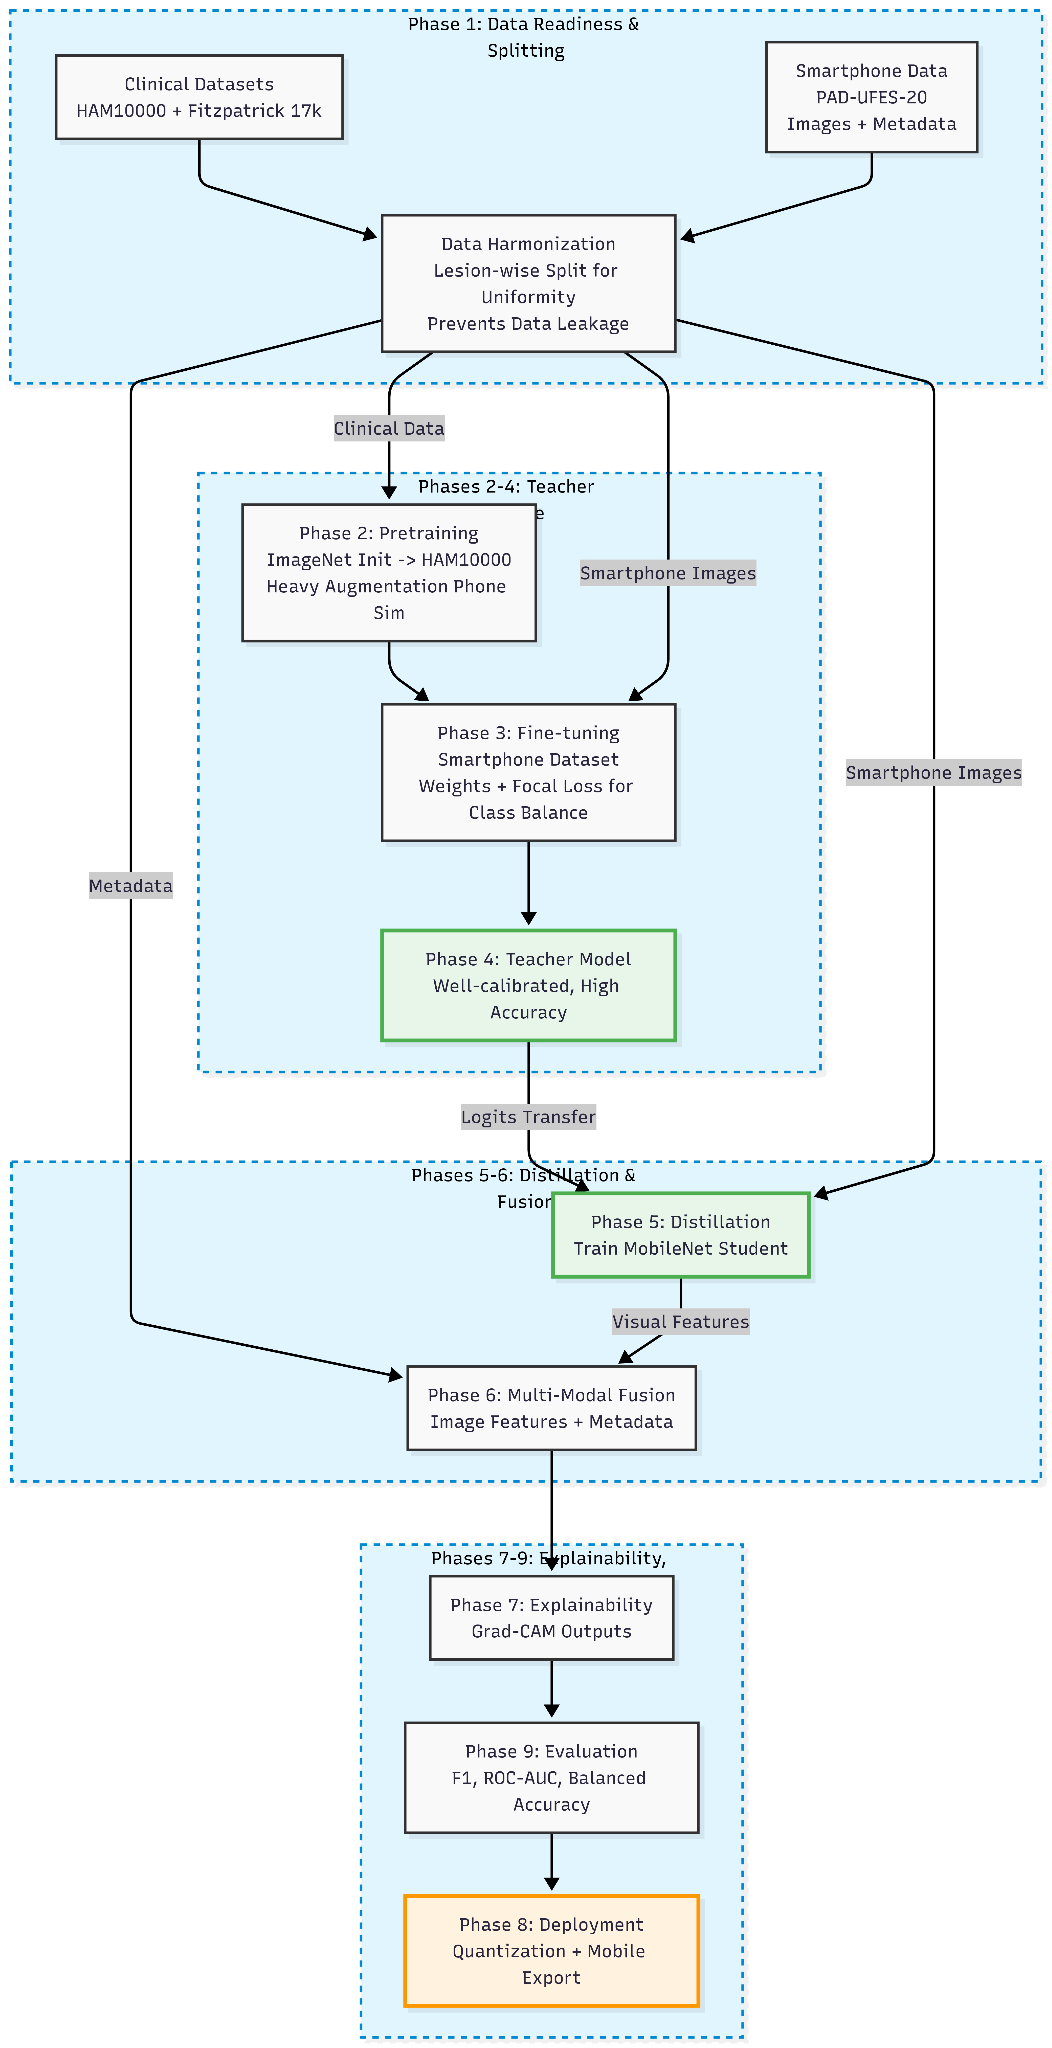 Phase 1: Data Readiness &
Splitting
Clinical Datasets
HAM10000 + Fitzpatrick 17k
Smartphone Data
PAD-UFES-20
Images + Metadata
Data Harmonization
Lesion-wise Split for
Uniformity
Prevents Data Leakage
Clinical Data
Phases 2-4: Teacher
Phase 2: Pretraining
ImageNet Init -> HAM10000
Heavy Augmentation Phone
Sim
Smartphone Images
Phase 3: Fine-tuning
Smartphone Dataset
Weights + Focal Loss for
Class Balance
Smartphone Images
Metadata
Phase 4: Teacher Model
Well-calibrated, High
Accuracy
Logits Transfer
Phases 5-6: Distillation &
Fusion
Phase 5: Distillation
Train MobileNet Student
Visual Features
Phase 6: Multi-Modal Fusion
Image Features + Metadata
Phases 7-9: Explainability,
Phase 7: Explainability
Grad-CAM Outputs
Phase 9: Evaluation
F1, ROC-AUC, Balanced
Accuracy
Phase 8: Deployment
Quantization + Mobile
Export